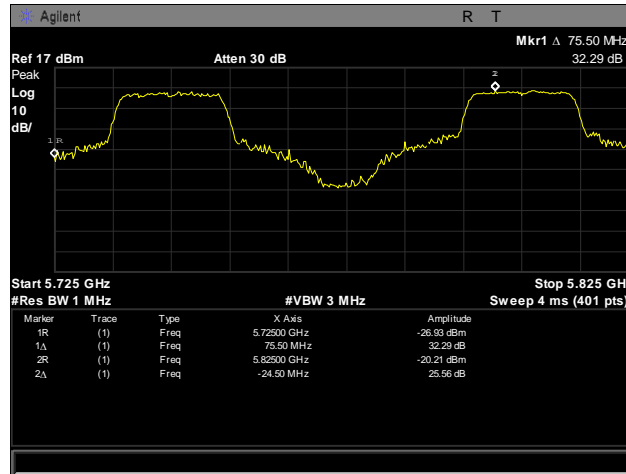 Agilent R T
Mkr1 Δ 75.50 MHz
Ref 17 dBm Atten 30 dB 32.29 dB
Peak
Log
10
dB/
1R
2
Start 5.725 GHz Stop 5.825 GH
#Res BW 1 MHz #VBW 3 MHz Sweep 4 ms (401 pts)
Marker Trace Type X Axis Amplitude
1R (1) Freq 5.72500 GHz -26.93 dBm
1Δ (1) Freq 75.50 MHz 32.29 dB
2R (1) Freq 5.82500 GHz -20.21 dBm
2Δ (1) Freq -24.50 MHz 25.56 dB